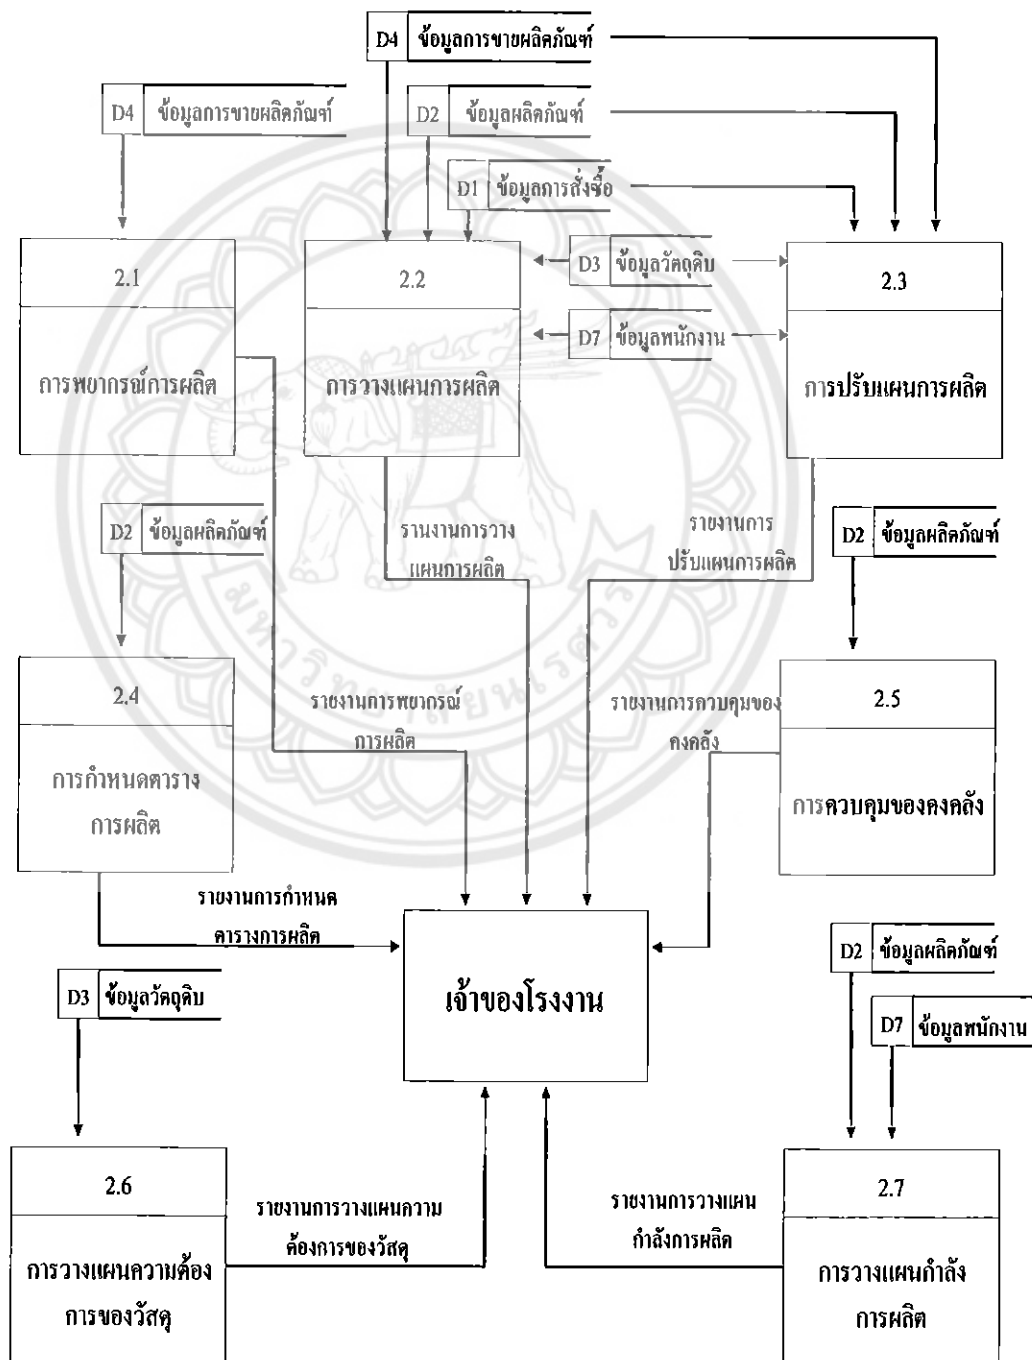 D4 ข้อมูลการขายผลิตภัณฑ์
D4 ข้อมูลการขายผลิตภัณฑ์
D2 ข้อมูลผลิตภัณฑ์
D1 ข้อมูลการสั่งซื้อ
2.1
การพยากรณ์การผลิต
2.2
การวางแผนการผลิต
D3 ข้อมูลวัตถุดิบ
D7 ข้อมูลพนักงาน
2.3
การปรับแผนการผลิต
D2 ข้อมูลผลิตภัณฑ์
รานงานการวาง
แผนการผลิต
รายงานการ
ปรับแผนการผลิต
D2 ข้อมูลผลิตภัณฑ์
มหาวิทยาลัยนเรศวร
2.4
การกำหนดตาราง
การผลิต
รายงานการพยากรณ์
การผลิต
รายงานการควบคุมของ
คงคลัง
2.5
การควบคุมของคงคลัง
รายงานการกำหนด
ตารางการผลิต
เจ้าของโรงงาน
D3 ข้อมูลวัตถุดิบ
D2 ข้อมูลผลิตภัณฑ์
D7 ข้อมูลพนักงาน
2.6
การวางแผนความต้อง
การของวัสดุ
รายงานการวางแผนความ
ต้องการของวัสดุ
รายงานการวางแผน
กำลังการผลิต
2.7
การวางแผนกำลัง
การผลิต